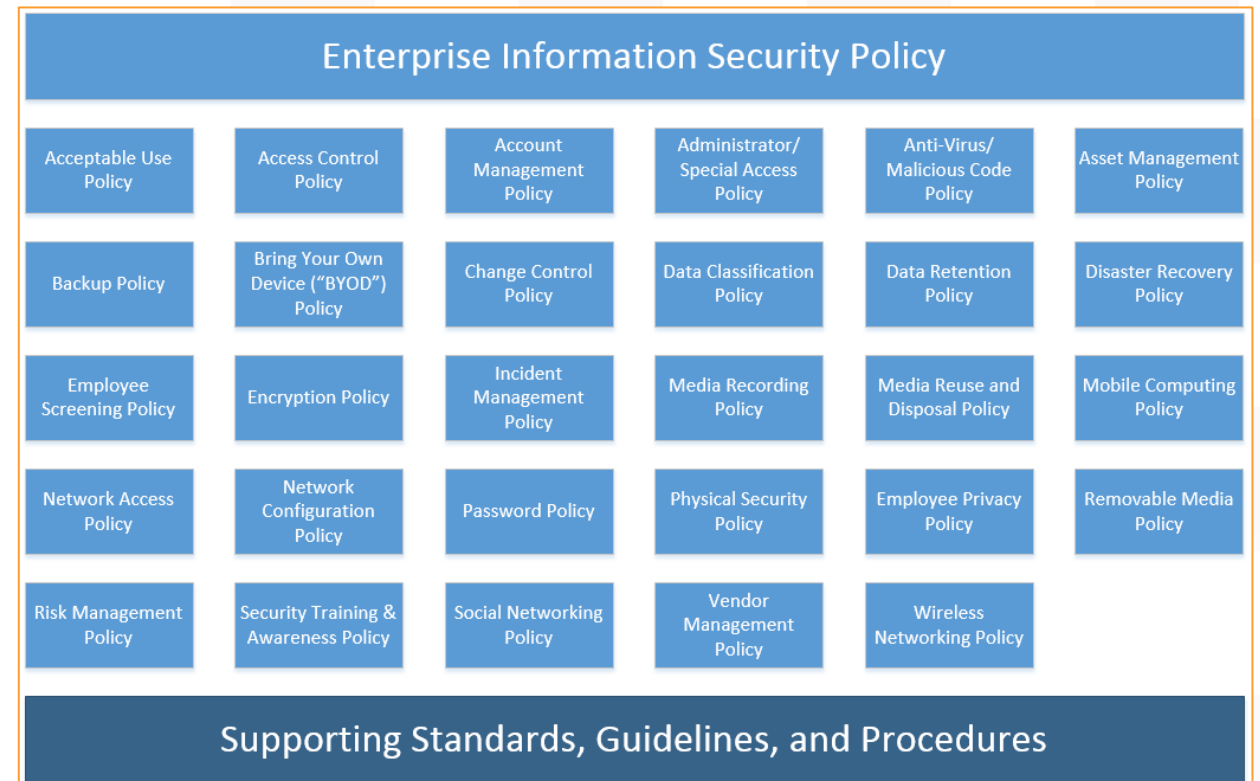 Enterprise Information Security Policy
Acceptable Use
Policy
Access Control
Policy
Account
Management
Policy
Administrator/
Special Access
Policy
Anti-Virus/
Malicious Code
Policy
Asset Management
Policy
Backup Policy
Bring Your Own
Device (“BYOD”)
Policy
Change Control
Policy
Data Classification
Policy
Data Retention
Policy
Disaster Recovery
Policy
Employee
Screening Policy
Encryption Policy
Incident
Management
Policy
Media Recording
Policy
Media Reuse and
Disposal Policy
Mobile Computing
Policy
Network Access
Policy
Network
Configuration
Policy
Password Policy
Physical Security
Policy
Employee Privacy
Policy
Removable Media
Policy
Risk Management
Policy
Security Training &
Awareness Policy
Social Networking
Policy
Vendor
Management
Policy
Wireless
Networking Policy
Supporting Standards, Guidelines, and Procedures